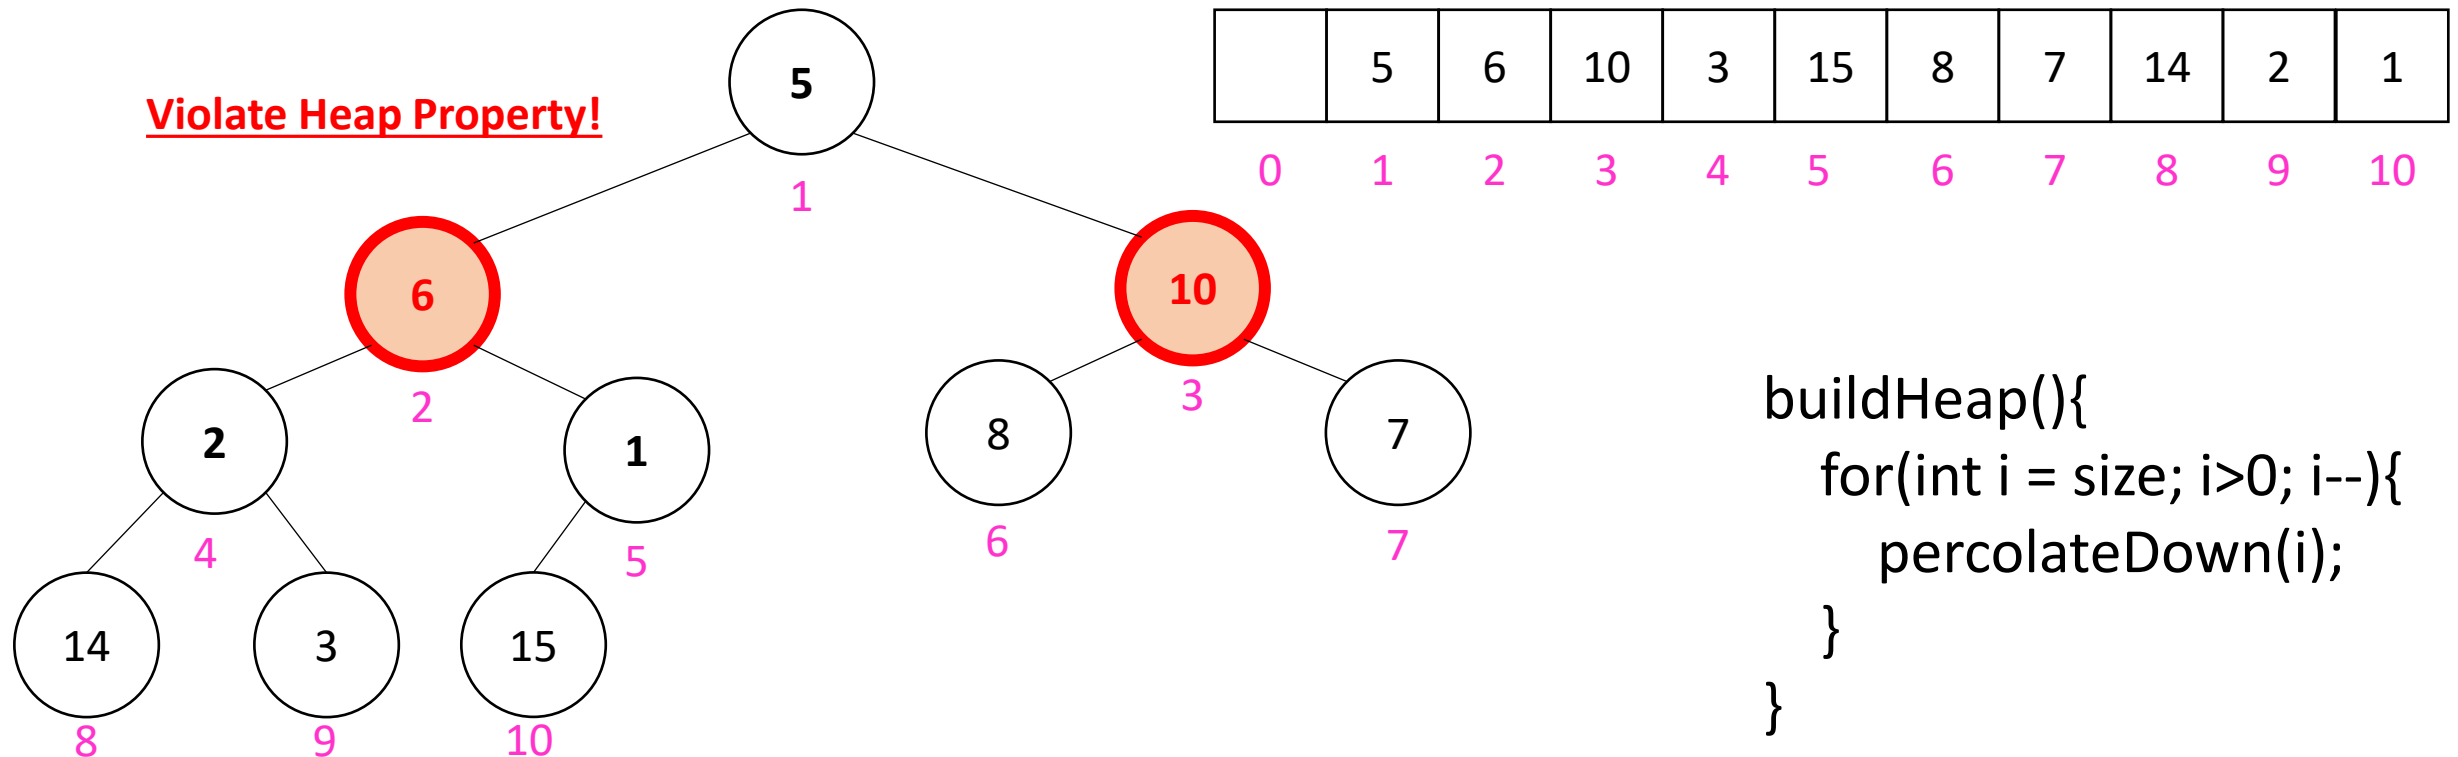 Violate Heap Property!
5 6 10 3 15 8 7 14 2 1
0 1 2 3 4 5 6 7 8 9 10
5
1
6 10
2 3
2 1 8 7
4 5 6 7
14 3 15
8 9 10
buildHeap(){
for(int i = size; i>0; i--){
percolateDown(i);
}
}